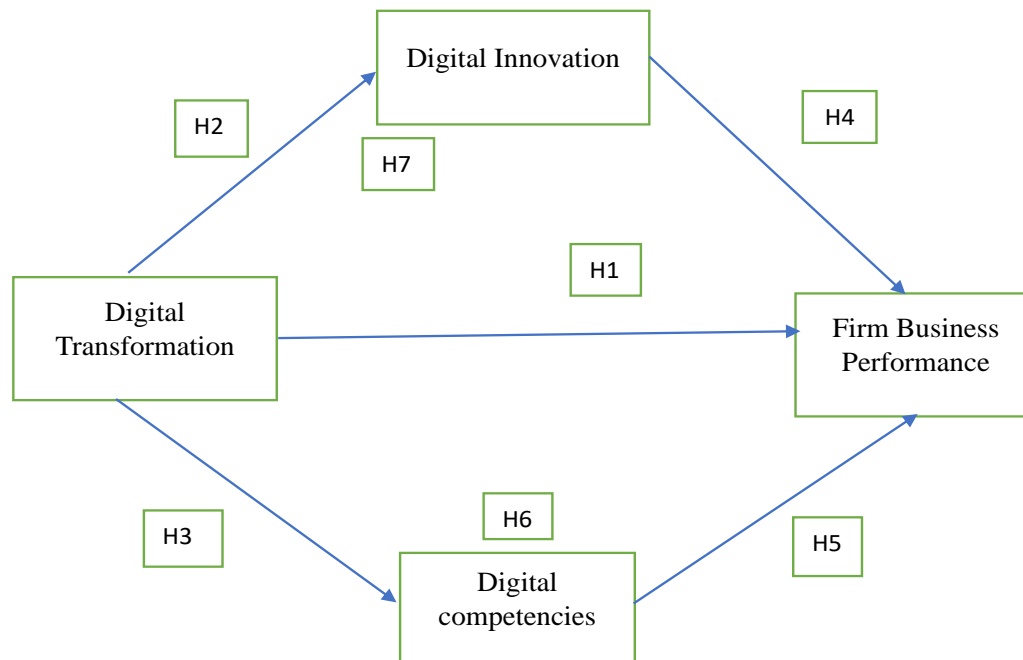 Digital Innovation
H2
H4
H7
H1
Digital
Transformation
Firm Business
Performance
H6
H3
H5
Digital
competencies